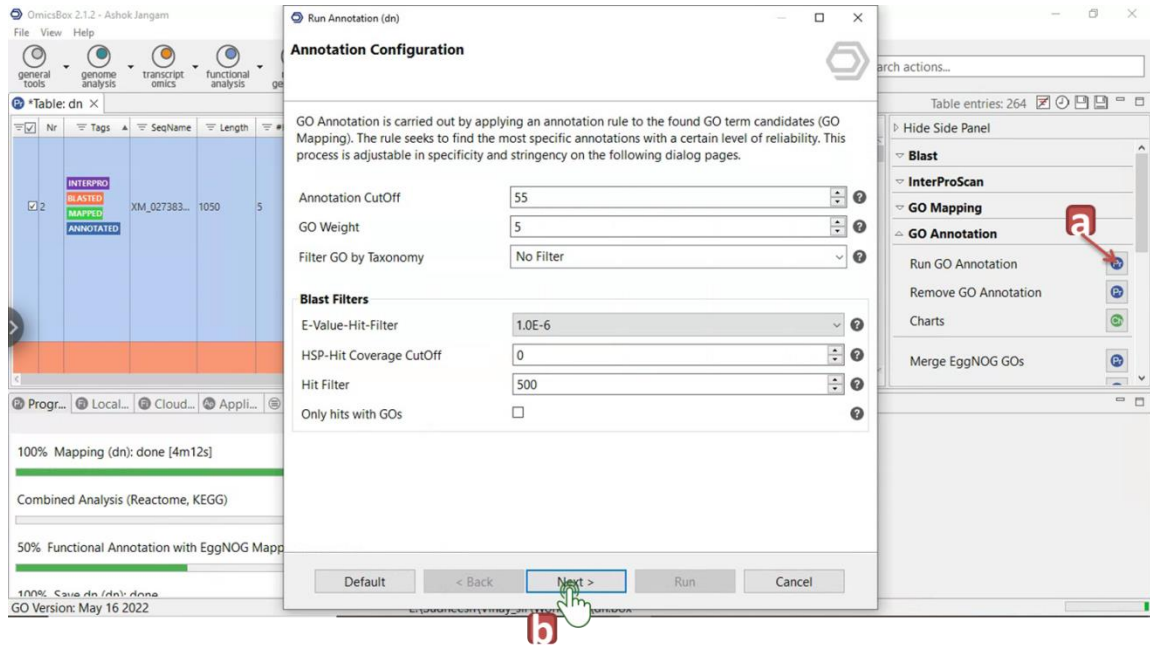 OmicsBox 2.1.2 - Ashok Jangam
File View Help
general tools
genome analysis
transcript omics
functional analysis
*Table: dn
Nr Tags SeqName Length
INTERPRO
BLASTED
MAPPED
ANNOTATED
2 XM_027383... 1050 5
Run Annotation (dn)
Annotation Configuration
GO Annotation is carried out by applying an annotation rule to the found GO term candidates (GO
Mapping). The rule seeks to find the most specific annotations with a certain level of reliability. This
process is adjustable in specificity and stringency on the following dialog pages.
Annotation CutOff 55
GO Weight 5
Filter GO by Taxonomy No Filter
Blast Filters
E-Value-Hit-Filter 1.0E-6
HSP-Hit Coverage CutOff 0
Hit Filter 500
Only hits with GOs
Default < Back Next > Run Cancel
b
arch actions...
Table entries: 264
Hide Side Panel
Blast
InterProScan
GO Mapping
a
GO Annotation
Run GO Annotation
Remove GO Annotation
Charts
Merge EggNOG GOs
Progr... Local... Cloud... Appli...
100% Mapping (dn): done [4m12s]
Combined Analysis (Reactome, KEGG)
50% Functional Annotation with EggNOG Mapp
100% Save dn (dn): done
GO Version: May 16 2022